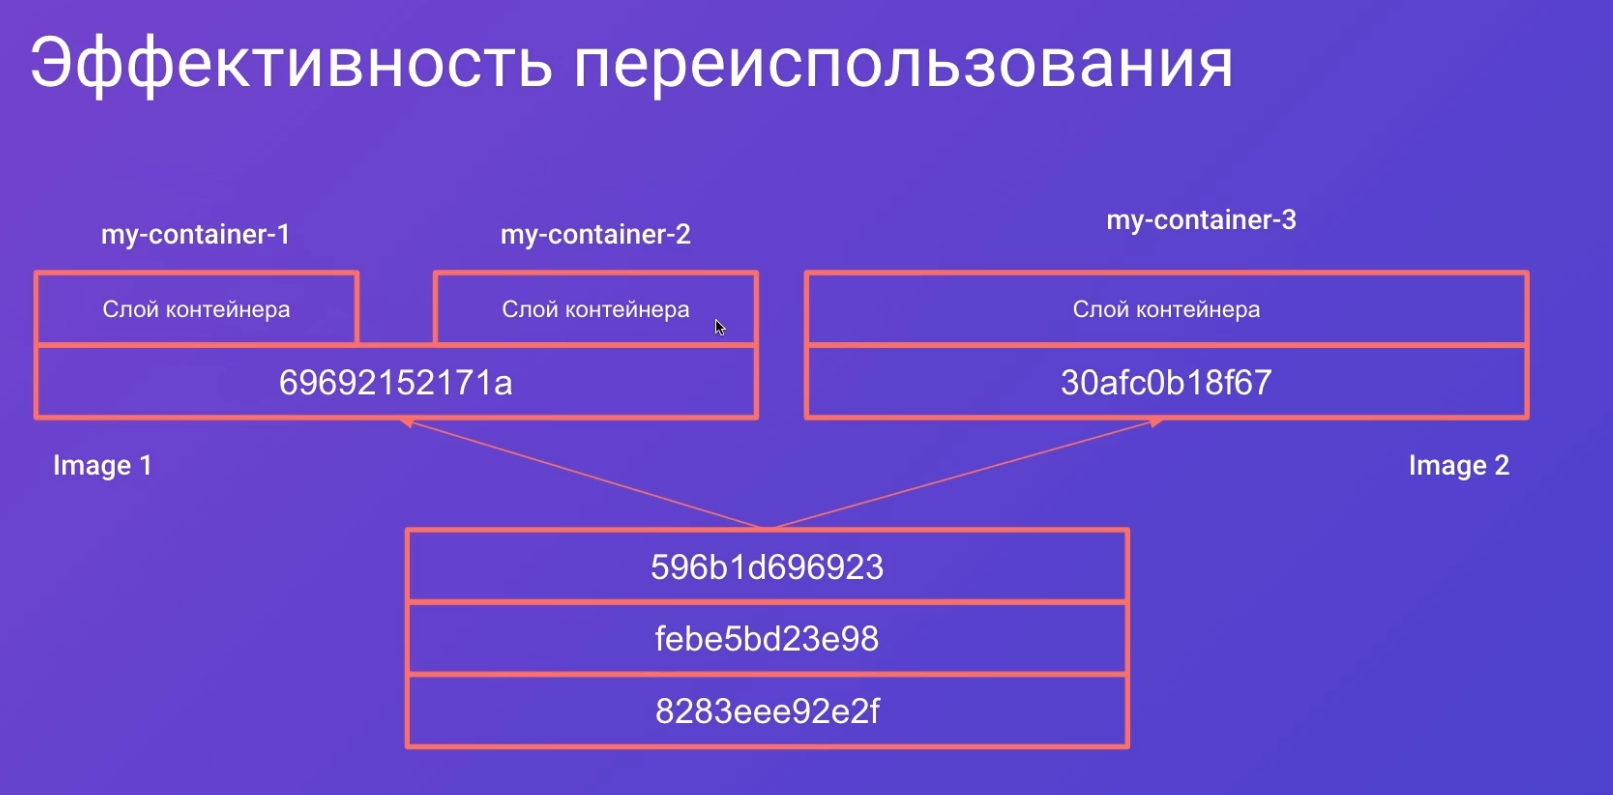 Эффективность переиспользования
my-container-1
my-container-2
my-container-3
Слой контейнера
Слой контейнера
Слой контейнера
69692152171a
30afc0b18f67
Image 1
Image 2
596b1d696923
febe5bd23e98
8283eee92e2f